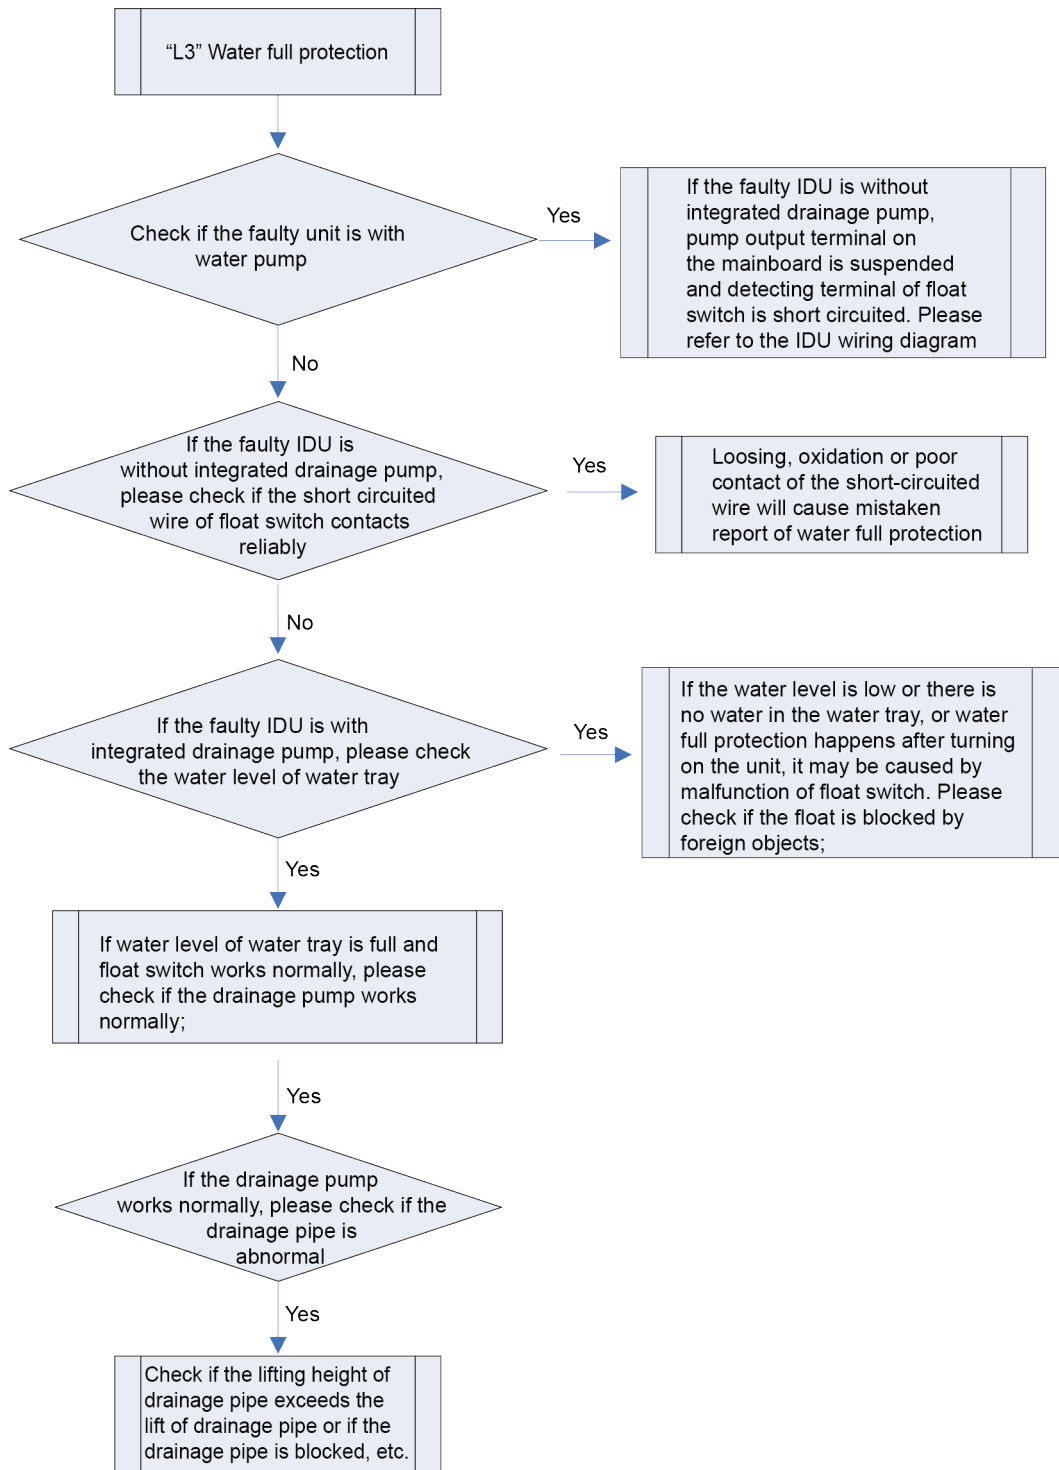 “L3” Water full protection
Check if the faulty unit is with
water pump
Yes
If the faulty IDU is without
integrated drainage pump,
pump output terminal on
the mainboard is suspended
and detecting terminal of float
switch is short circuited. Please
refer to the IDU wiring diagram
No
If the faulty IDU is
without integrated drainage pump,
please check if the short circuited
wire of float switch contacts
reliably
Yes
Loosing, oxidation or poor
contact of the short-circuited
wire will cause mistaken
report of water full protection
No
If the faulty IDU is with
integrated drainage pump, please check
the water level of water tray
Yes
If the water level is low or there is
no water in the water tray, or water
full protection happens after turning
on the unit, it may be caused by
malfunction of float switch. Please
check if the float is blocked by
foreign objects;
Yes
If water level of water tray is full and
float switch works normally, please
check if the drainage pump works
normally;
Yes
If the drainage pump
works normally, please check if the
drainage pipe is
abnormal
Yes
Check if the lifting height of
drainage pipe exceeds the
lift of drainage pipe or if the
drainage pipe is blocked, etc.